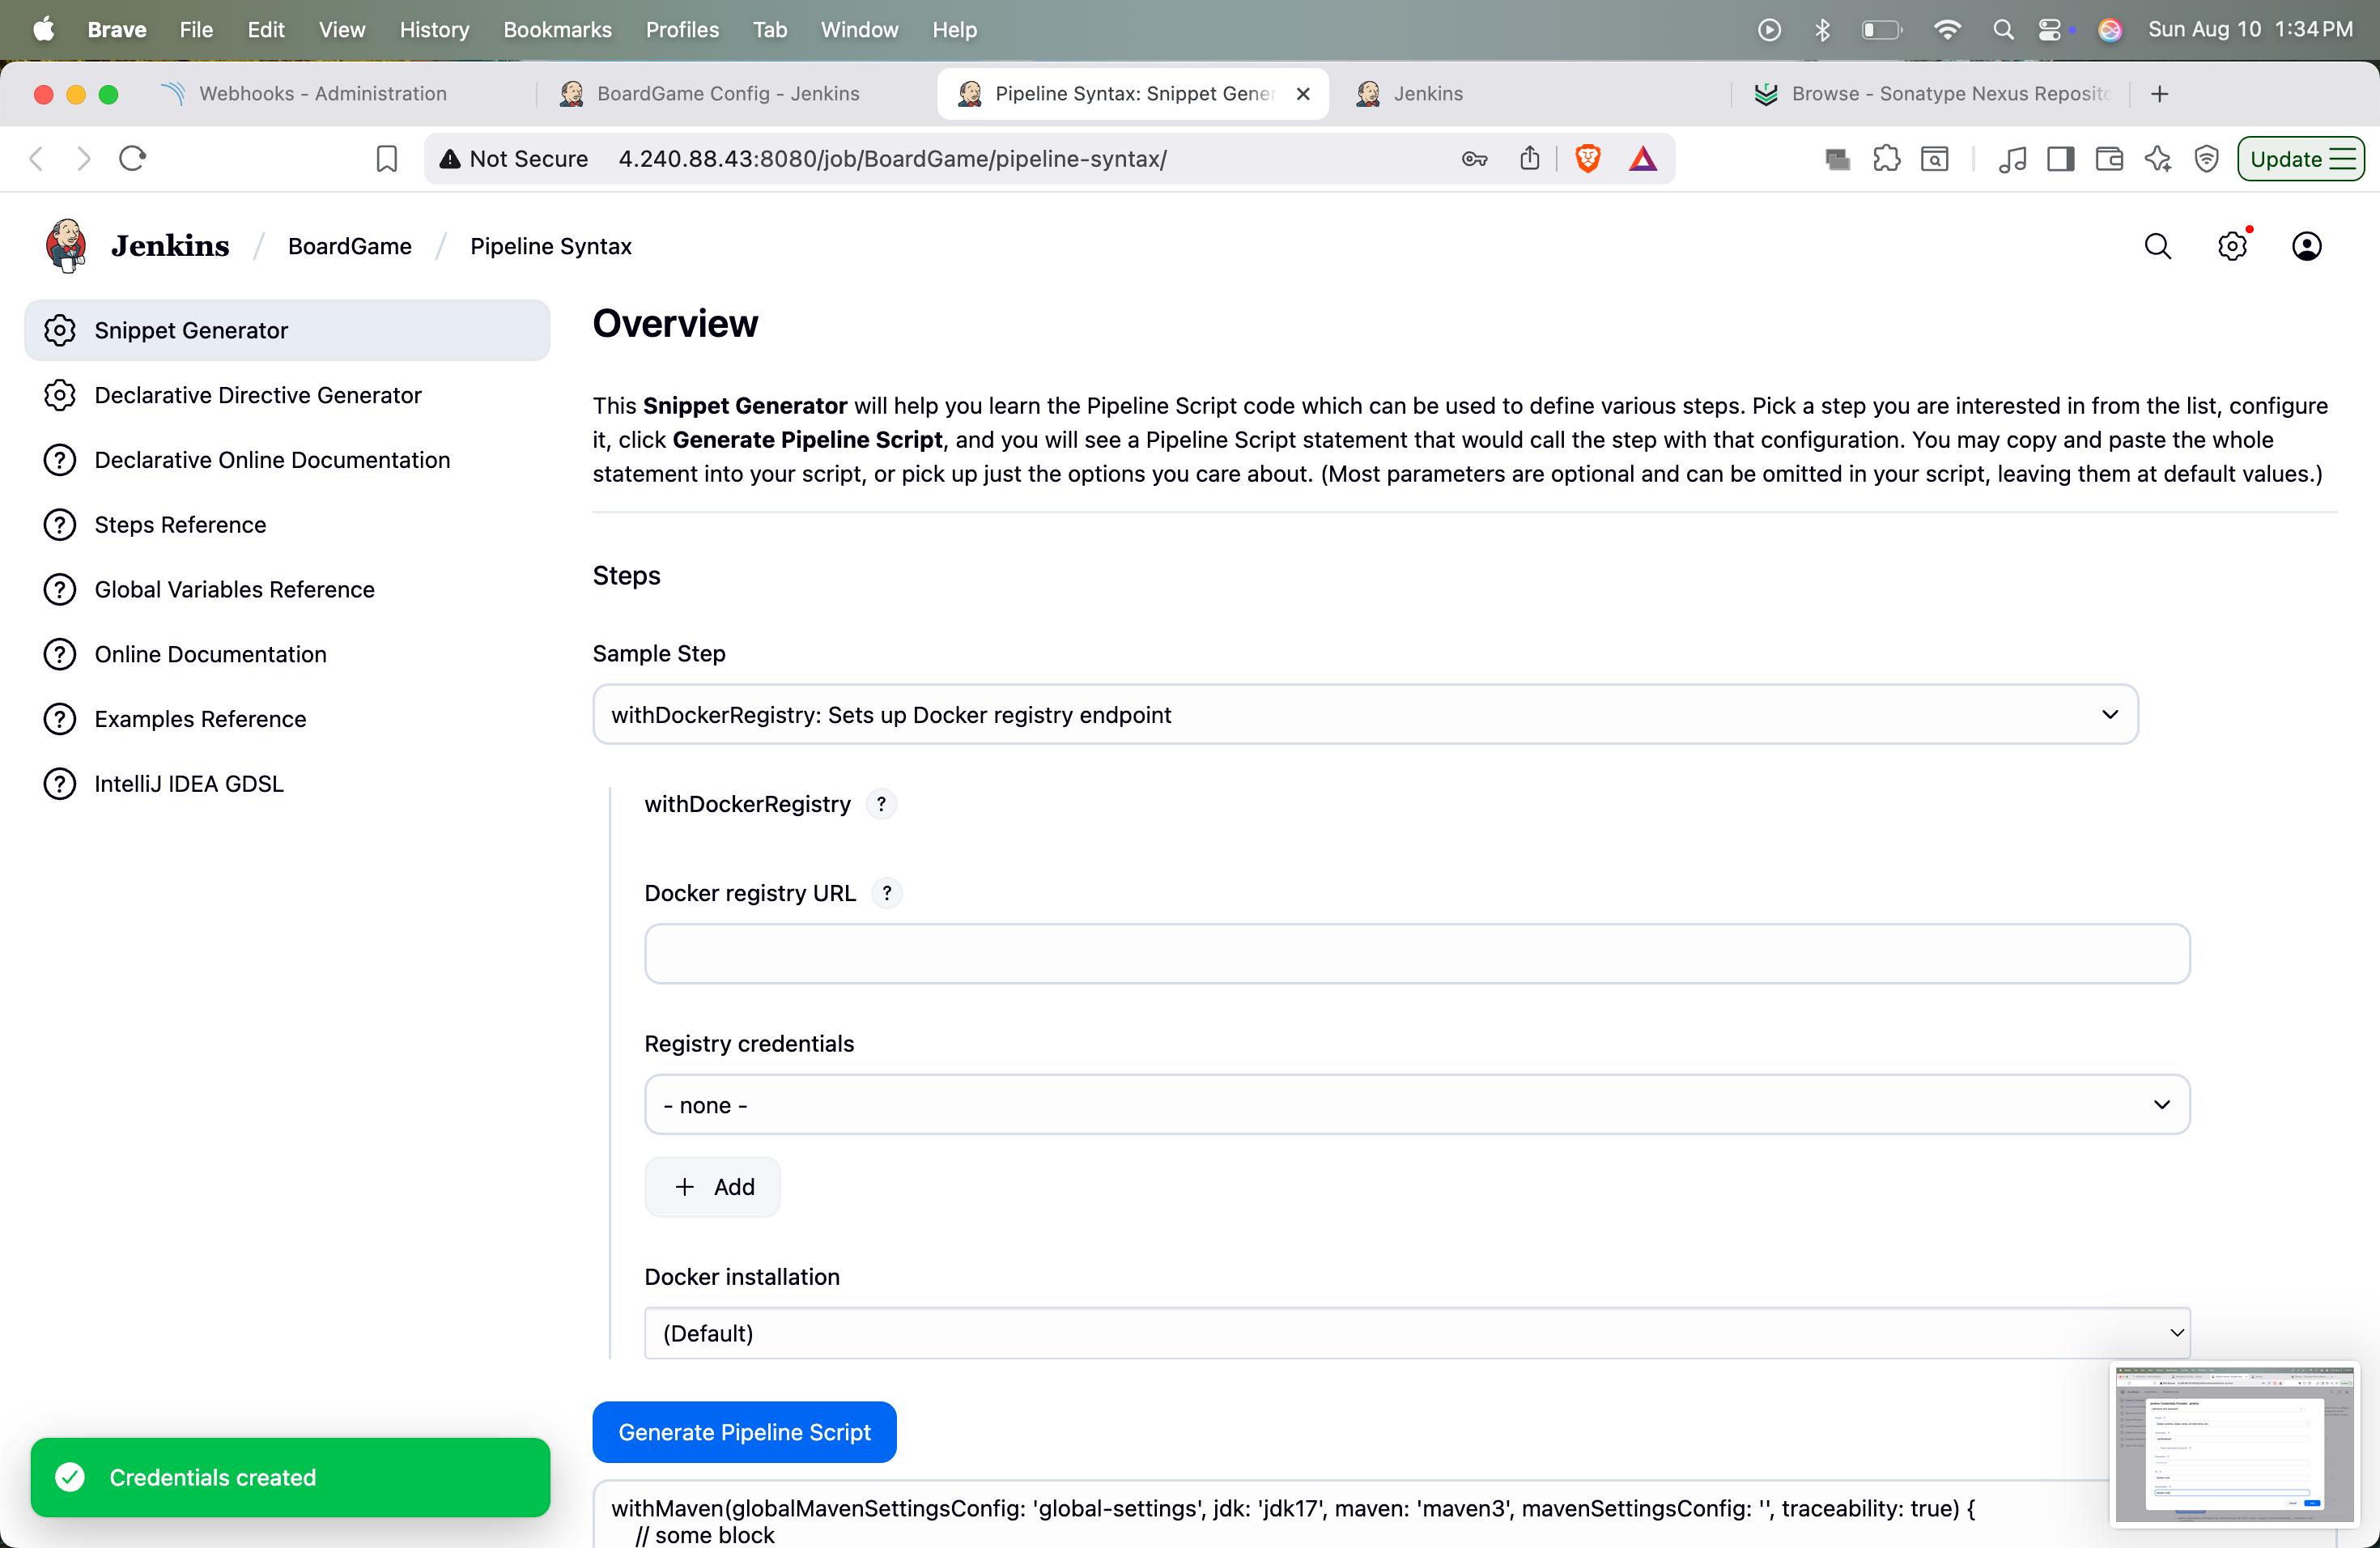 Brave File Edit View History Bookmarks Profiles Tab Window Help Sun Aug 10 1:34 PM
Webhooks - Administration
BoardGame Config - Jenkins
Pipeline Syntax: Snippet Gener
Jenkins
Browse - Sonatype Nexus Reposito
Not Secure 4.240.88.43:8080/job/BoardGame/pipeline-syntax/
Update
Jenkins / BoardGame / Pipeline Syntax
Snippet Generator
Declarative Directive Generator
Declarative Online Documentation
Steps Reference
Global Variables Reference
Online Documentation
Examples Reference
IntelliJ IDEA GDSL
Overview
This Snippet Generator will help you learn the Pipeline Script code which can be used to define various steps. Pick a step you are interested in from the list, configure
it, click Generate Pipeline Script, and you will see a Pipeline Script statement that would call the step with that configuration. You may copy and paste the whole
statement into your script, or pick up just the options you care about. (Most parameters are optional and can be omitted in your script, leaving them at default values.)
Steps
Sample Step
withDockerRegistry: Sets up Docker registry endpoint
withDockerRegistry ?
Docker registry URL ?
Registry credentials
- none -
+ Add
Docker installation
(Default)
Generate Pipeline Script
withMaven(globalMavenSettingsConfig: 'global-settings', jdk: 'jdk17', maven: 'maven3', mavenSettingsConfig: '', traceability: true) {
// some block
Credentials created